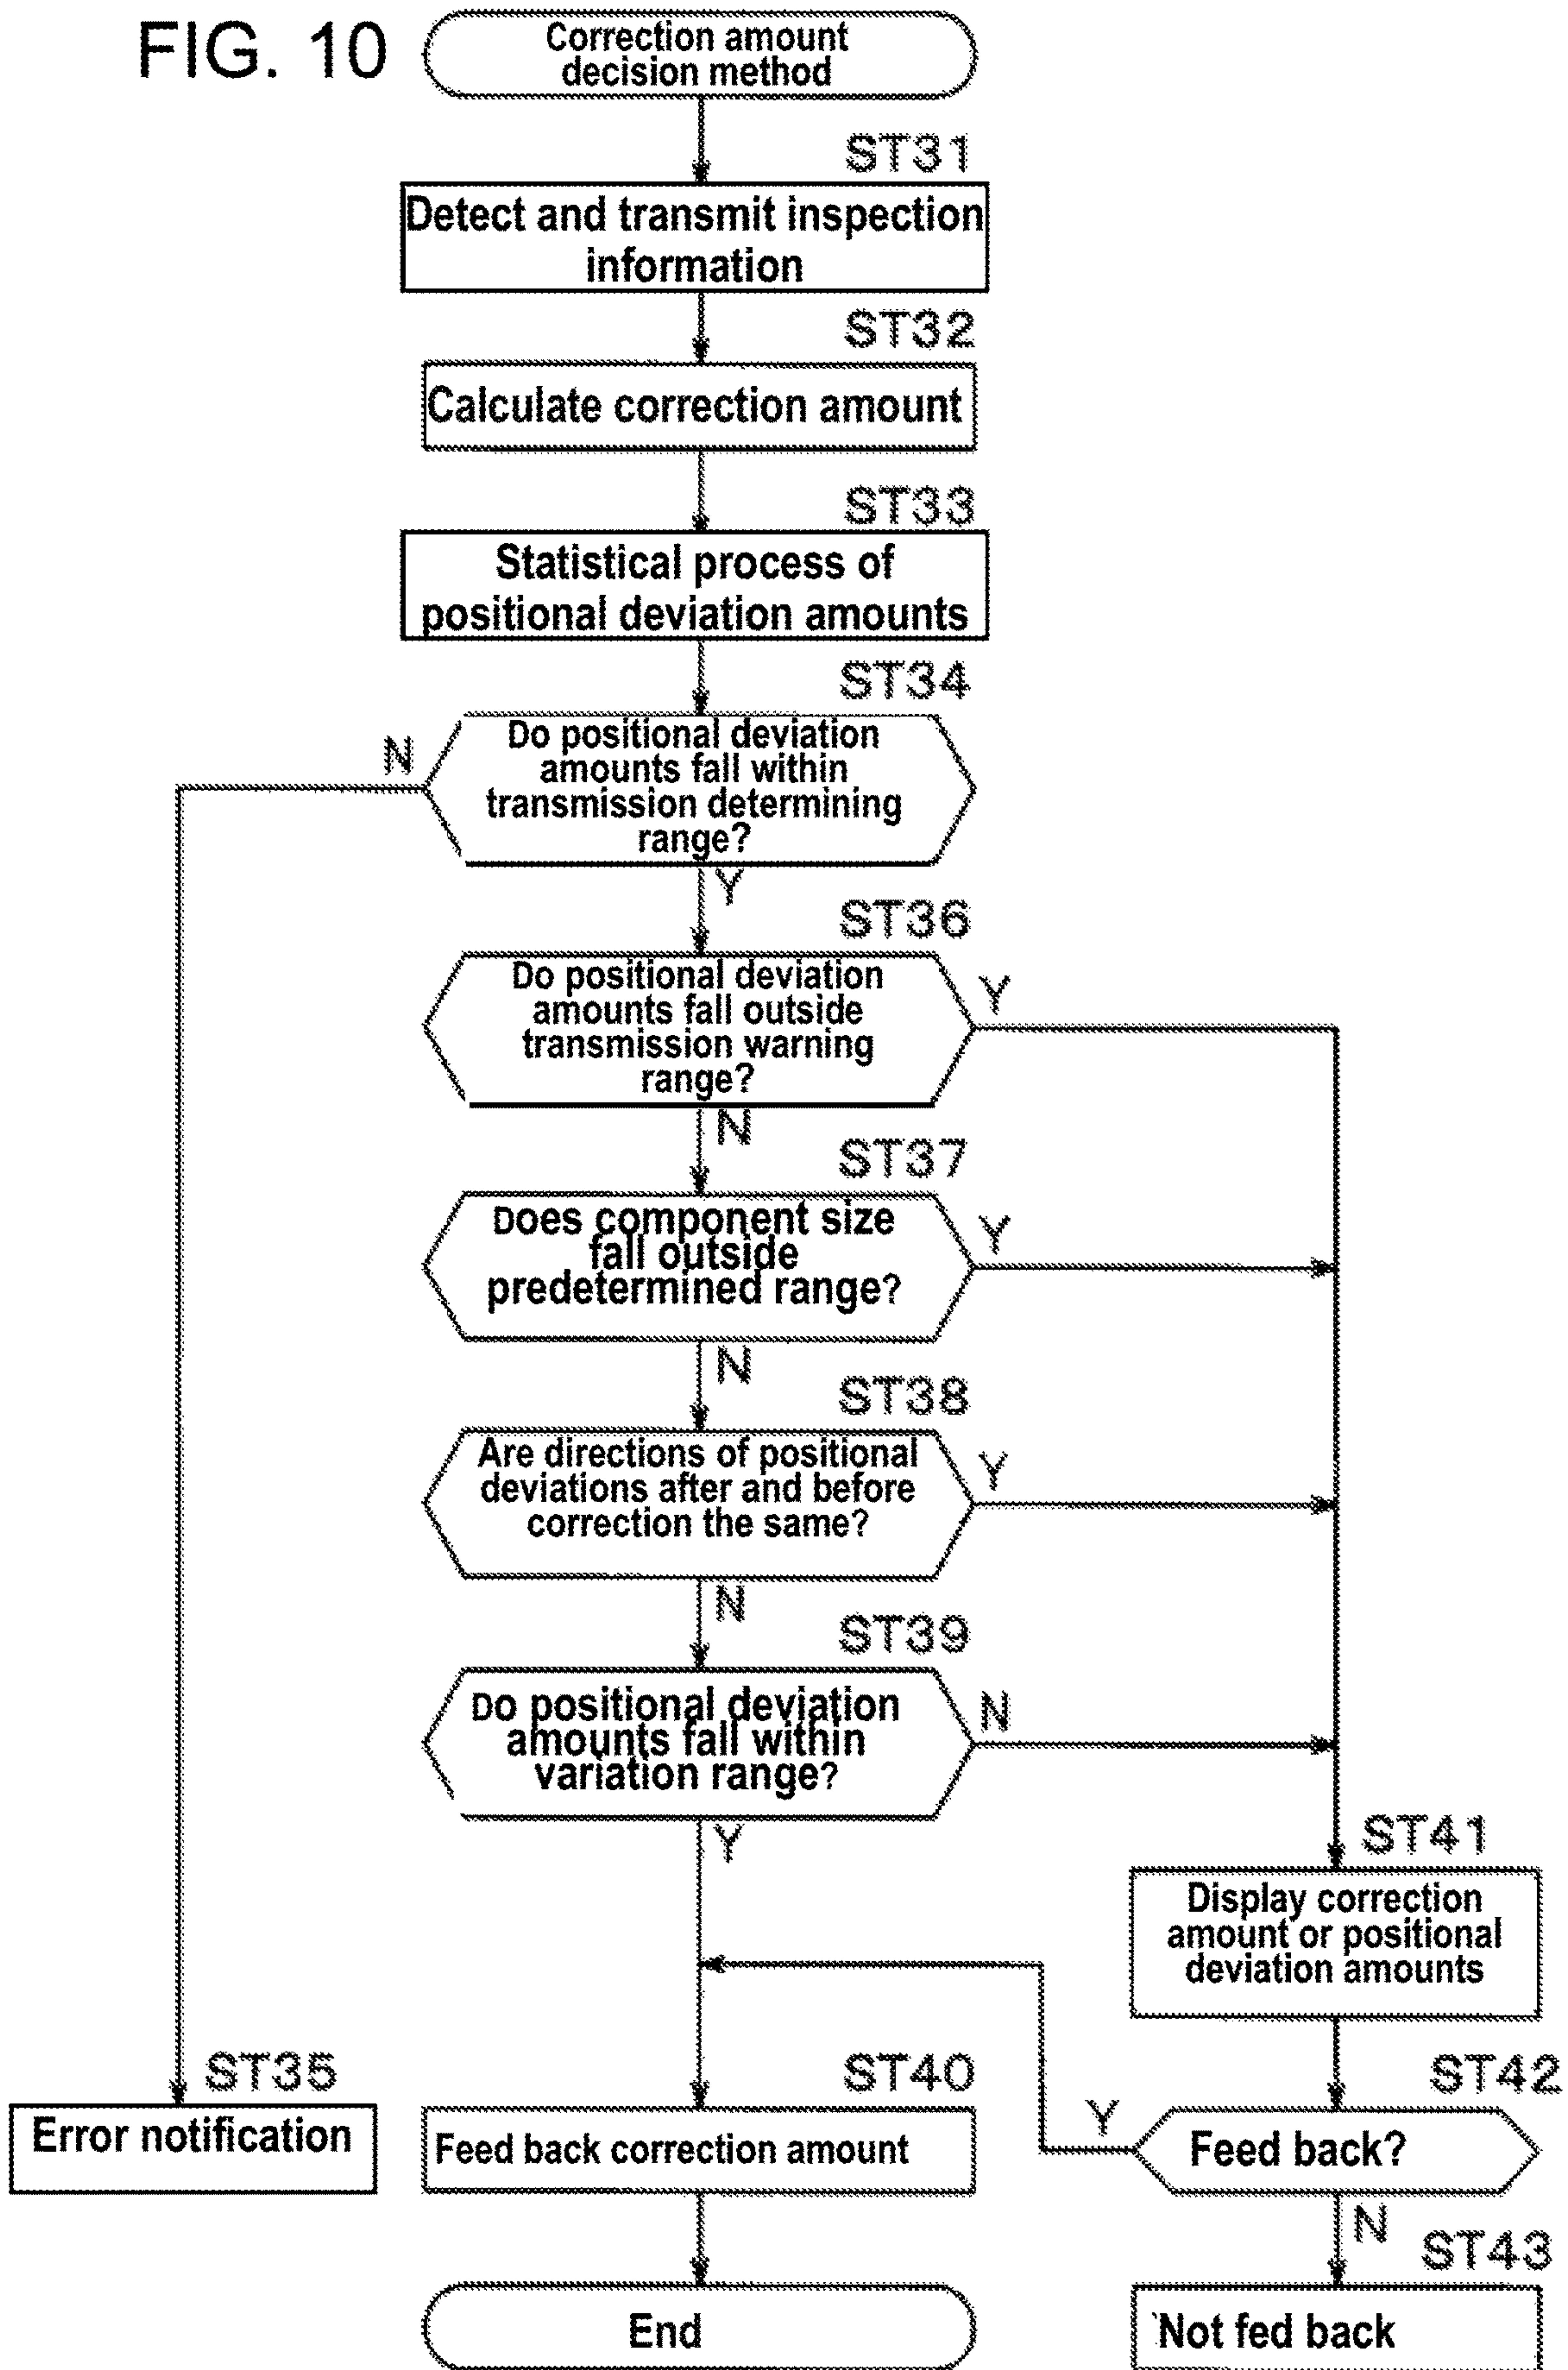 FIG. 10
Correction amount
decision method
ST31
Detect and transmit inspection
information
ST32
Calculate correction amount
ST33
Statistical process of
positional deviation amounts
ST34
Do positional deviation
amounts fall within
transmission determining
range?
N
Y
ST36
Do positional deviation
amounts fall outside
transmission warning
range?
Y
N
ST37
Does component size
fall outside
predetermined range?
Y
N
ST38
Are directions of positional
deviations after and before
correction the same?
Y
N
ST39
Do positional deviation
amounts fall within
variation range?
N
Y
ST41
Display correction
amount or positional
deviation amounts
ST35
Error notification
ST40
Feed back correction amount
ST42
Feed back?
Y
N
ST43
Not fed back
End